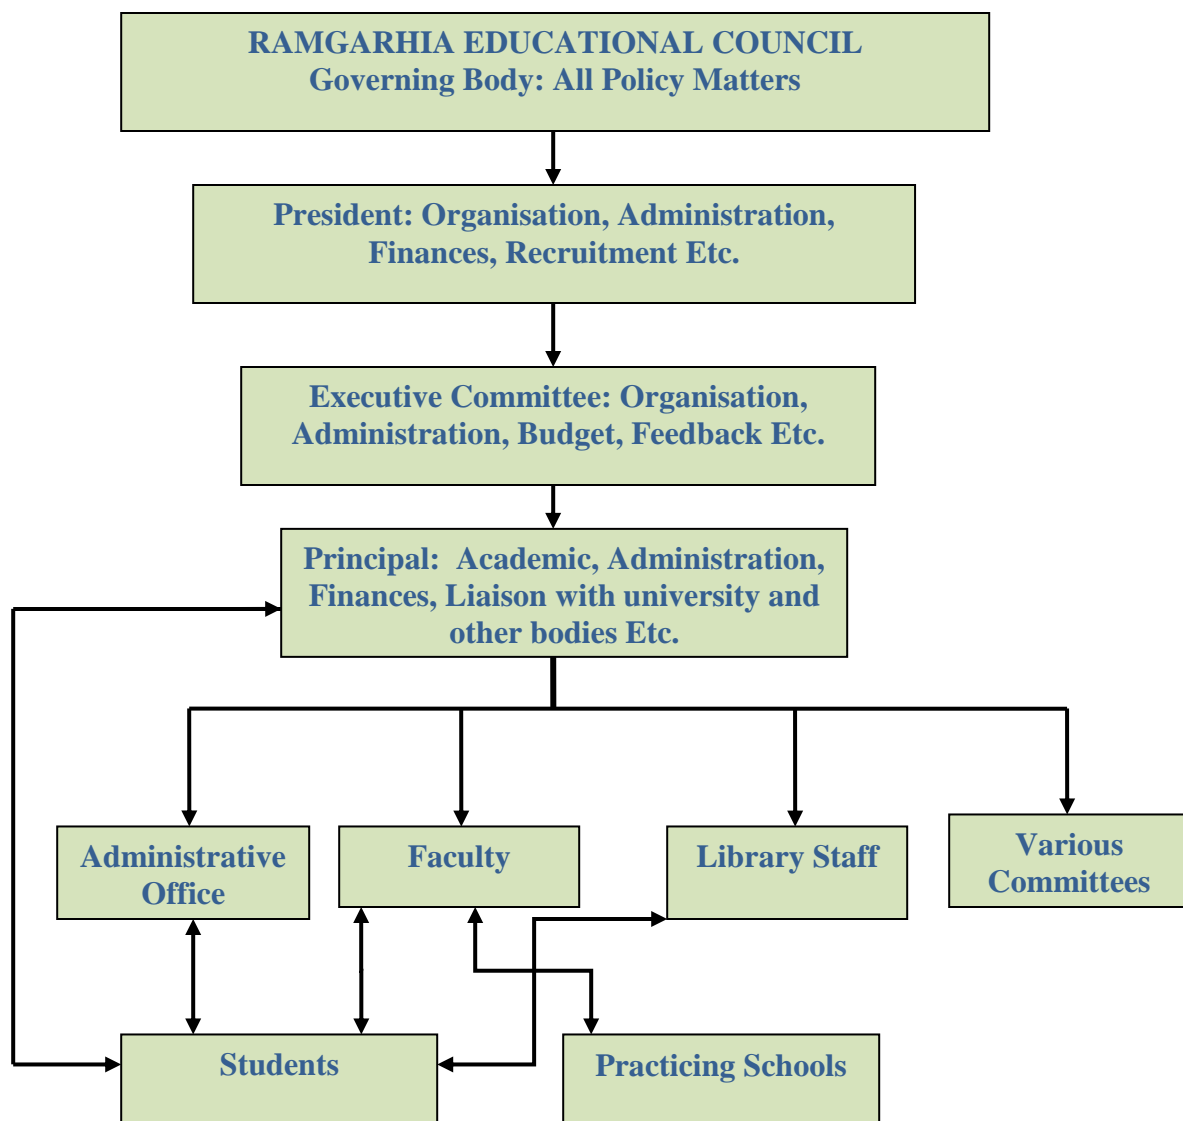 RAMGARHIA EDUCATIONAL COUNCIL
Governing Body: All Policy Matters
President: Organisation, Administration,
Finances, Recruitment Etc.
Executive Committee: Organisation,
Administration, Budget, Feedback Etc.
Principal:  Academic, Administration,
Finances, Liaison with university and
other bodies Etc.
Administrative
Office
Faculty
Library Staff
Various
Committees
Students
Practicing Schools